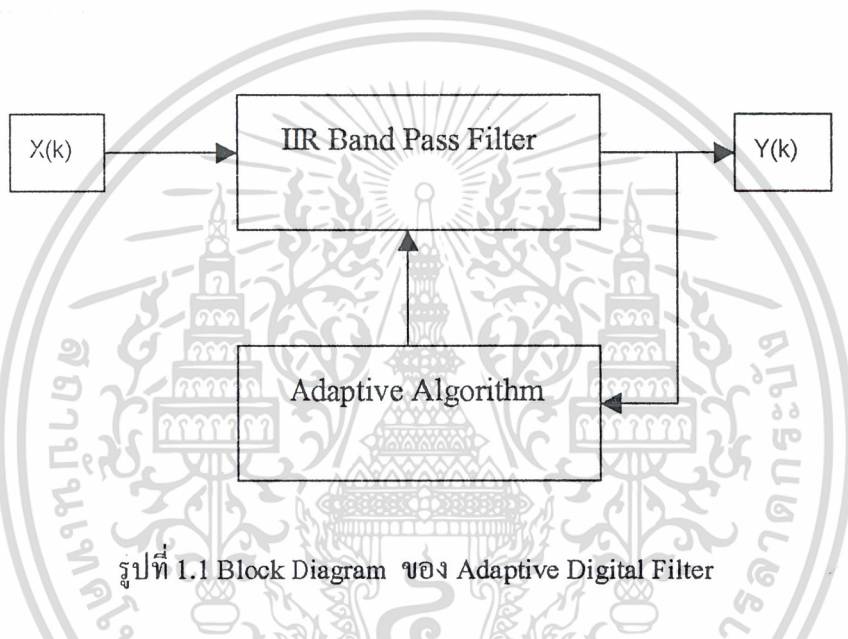 X(k)
IIR Band Pass Filter
Y(k)
Adaptive Algorithm
รูปที่ 1.1 Block Diagram ของ Adaptive Digital Filter